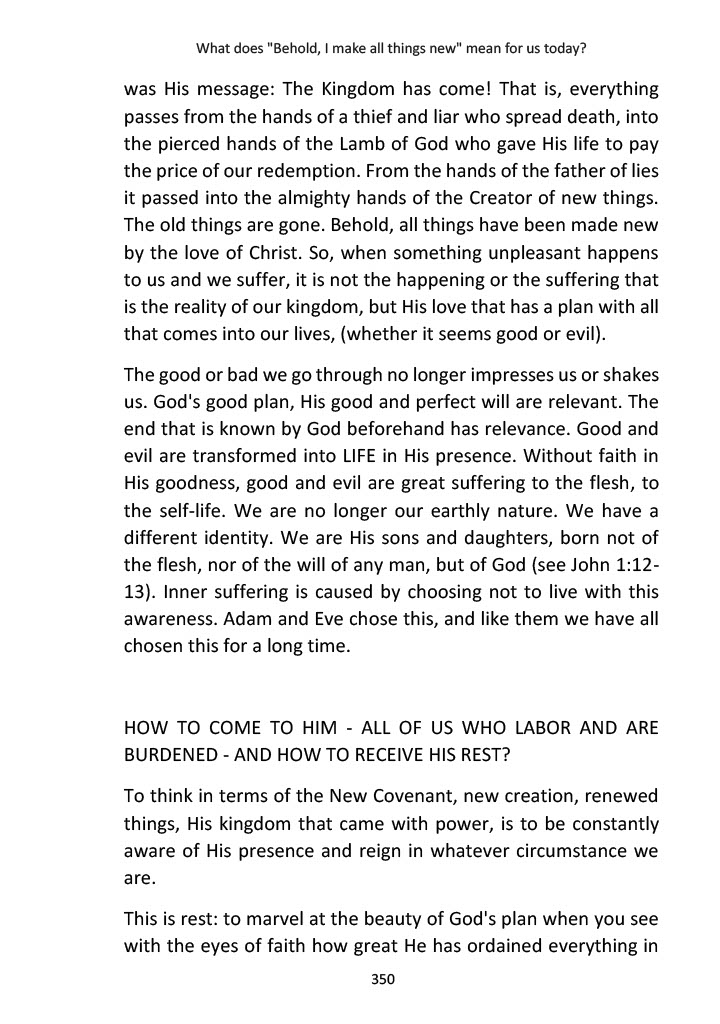 What does "Behold, I make all things new" mean for us today?
was His message: The Kingdom has come! That is, everything
passes from the hands of a thief and liar who spread death, into
the pierced hands of the Lamb of God who gave His life to pay
the price of our redemption. From the hands of the father of lies
it passed into the almighty hands of the Creator of new things.
The old things are gone. Behold, all things have been made new
by the love of Christ. So, when something unpleasant happens
to us and we suffer, it is not the happening or the suffering that
is the reality of our kingdom, but His love that has a plan with all
that comes into our lives, (whether it seems good or evil).
The good or bad we go through no longer impresses us or shakes
us. God's good plan, His good and perfect will are relevant. The
end that is known by God beforehand has relevance. Good and
evil are transformed into LIFE in His presence. Without faith in
His goodness, good and evil are great suffering to the flesh, to
the self-life. We are no longer our earthly nature. We have a
different identity. We are His sons and daughters, born not of
the flesh, nor of the will of any man, but of God (see John 1:12-
13). Inner suffering is caused by choosing not to live with this
awareness. Adam and Eve chose this, and like them we have all
chosen this for a long time.
HOW TO COME TO HIM - ALL OF US WHO LABOR AND ARE
BURDENED - AND HOW TO RECEIVE HIS REST?
To think in terms of the New Covenant, new creation, renewed
things, His kingdom that came with power, is to be constantly
aware of His presence and reign in whatever circumstance we
are.
This is rest: to marvel at the beauty of God's plan when you see
with the eyes of faith how great He has ordained everything in
350